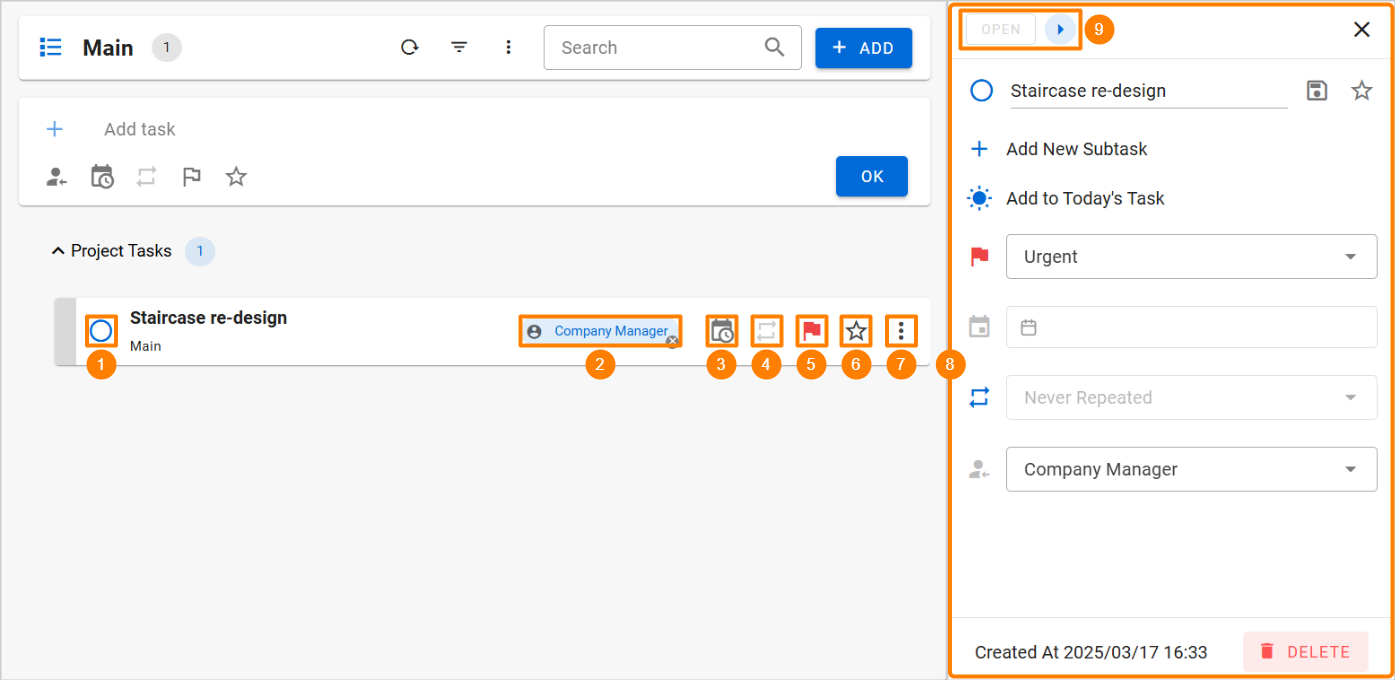 Main 1
Search
+ ADD
Add task
OK
Project Tasks 1
Staircase re-design
Main
Company Manager
1 2 3 4 5 6 7 8
OPEN 9
Staircase re-design
Add New Subtask
Add to Today's Task
Urgent
Never Repeated
Company Manager
Created At 2025/03/17 16:33
DELETE